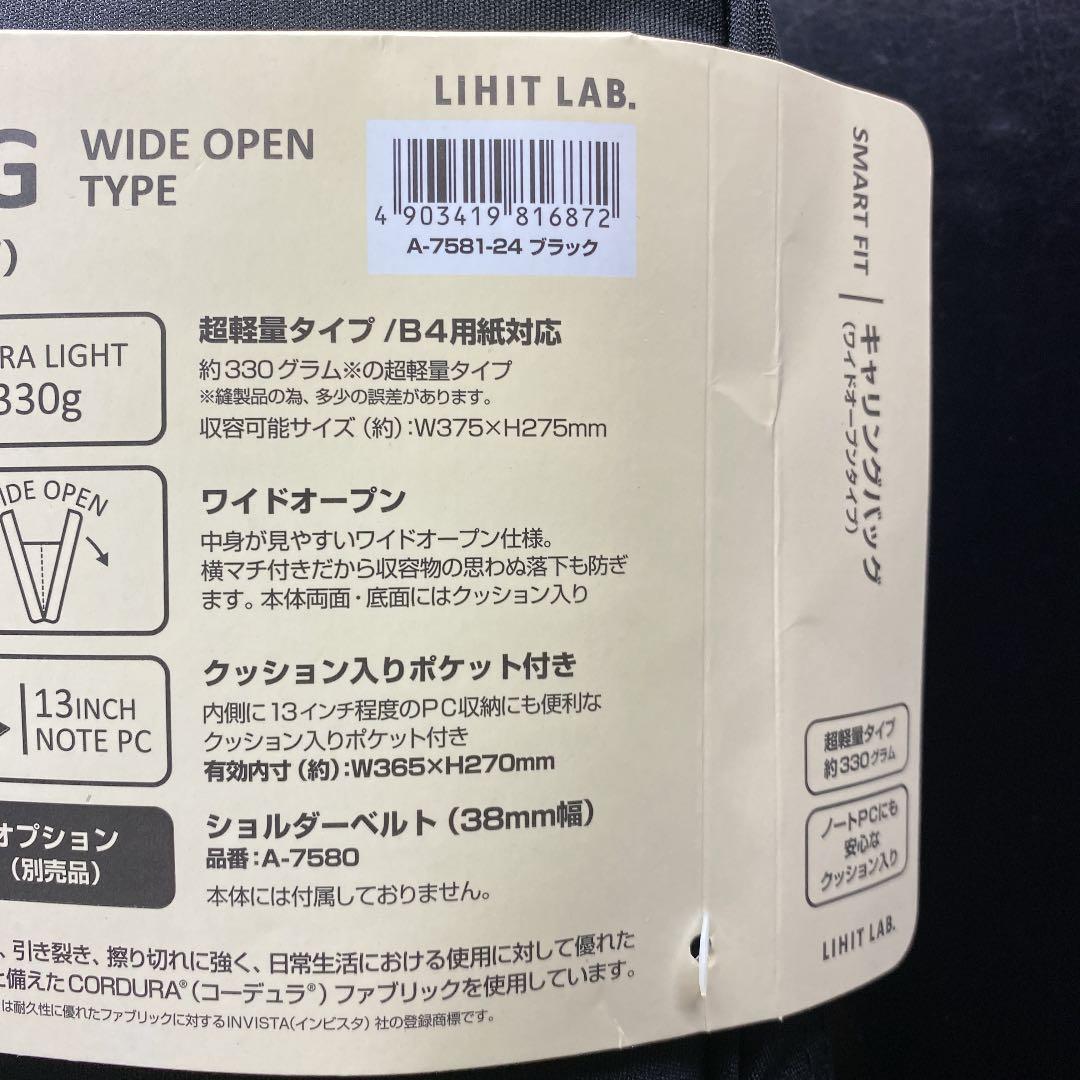 LIHIT LAB.
G WIDE OPEN
TYPE
)
4 903419 816872
A-7581-24 ブラック
RA LIGHT
330g
超軽量タイプ /B4用紙対応
約330グラム※の超軽量タイプ
※縫製品の為、多少の誤差があります。
収容可能サイズ(約):W375×H275mm
IDE OPEN
ワイドオープン
中身が見やすいワイドオープン仕様。
横マチ付きだから収容物の思わぬ落下も防ぎ
ます。本体両面・底面にはクッション入り
13INCH
NOTE PC
クッション入りポケット付き
内側に13インチ程度のPC収納にも便利な
クッション入りポケット付き
有効内寸(約):W365×H270mm
オプション
(別売品)
ショルダーベルト(38mm幅)
品番:A-7580
本体には付属しておりません。
、引き裂き、擦り切れに強く、日常生活における使用に対して優れた
に備えたCORDURA®(コーデュラ®)ファブリックを使用しています。
は耐久性に優れたファブリックに対するINVISTA(インビスタ)社の登録商標です。
SMART FIT | キャリングバッグ
(ワイドオープンタイプ)
超軽量タイプ
約330グラム
ノートPCにも
安心な
クッション入り
LIHIT LAB.